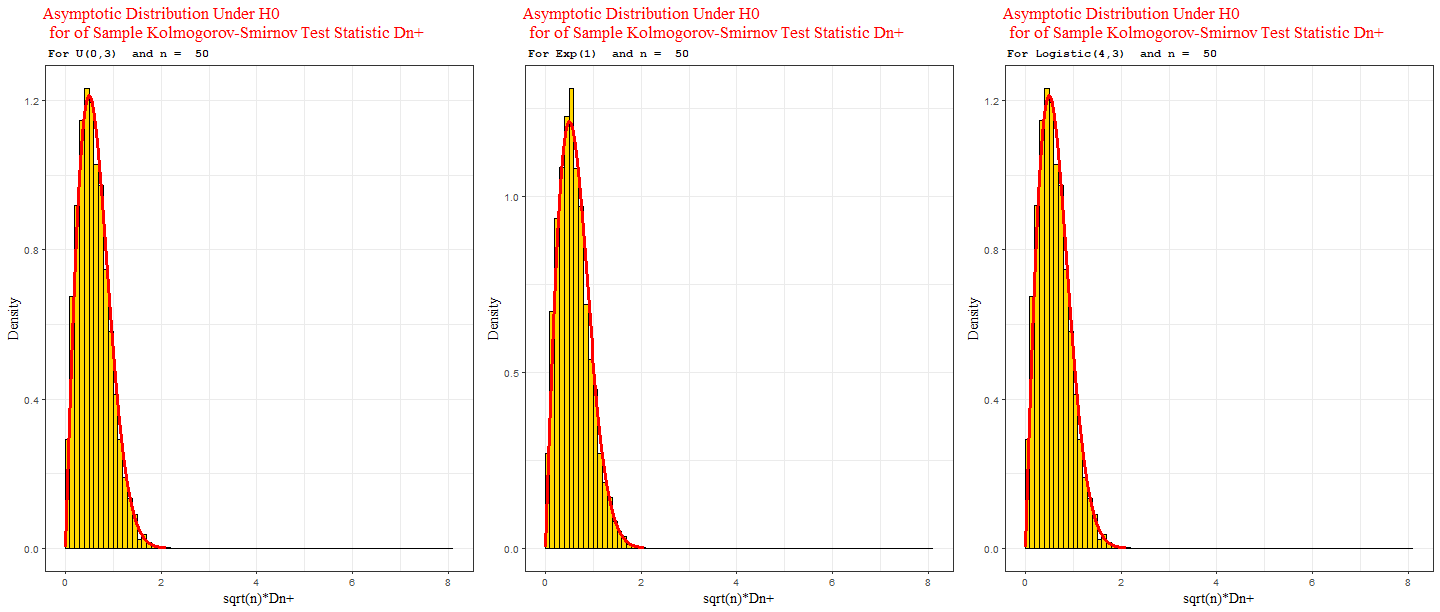 Asymptotic Distribution Under H0
for of Sample Kolmogorov-Smirnov Test Statistic Dn+
For U(0,3)  and n =  50
Density
1.2
0.8
0.4
0.0
0 2 4 6 8
sqrt(n)*Dn+
Asymptotic Distribution Under H0
for of Sample Kolmogorov-Smirnov Test Statistic Dn+
For Exp(1)  and n =  50
Density
1.0
0.5
0.0
0 2 4 6 8
sqrt(n)*Dn+
Asymptotic Distribution Under H0
for of Sample Kolmogorov-Smirnov Test Statistic Dn+
For Logistic(4,3)  and n =  50
Density
1.2
0.8
0.4
0.0
0 2 4 6 8
sqrt(n)*Dn+